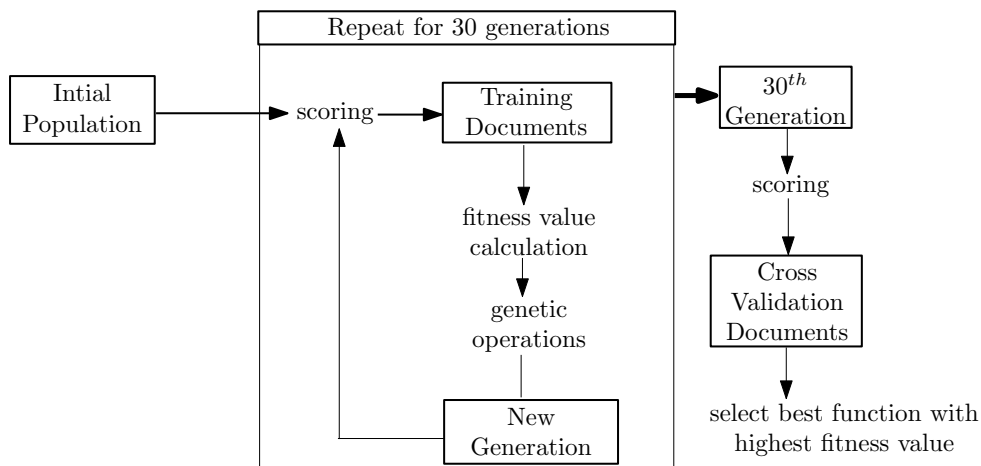 Repeat for 30 generations
Intial
Population
scoring
Training
Documents
fitness value
calculation
genetic
operations
New
Generation
30th
Generation
scoring
Cross
Validation
Documents
select best function with
highest fitness value